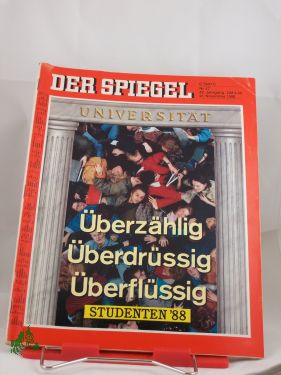 DER SPIEGEL
UNIVERSITÄT
Überzählig
Überdrüssig
Überflüssig
STUDENTEN '88